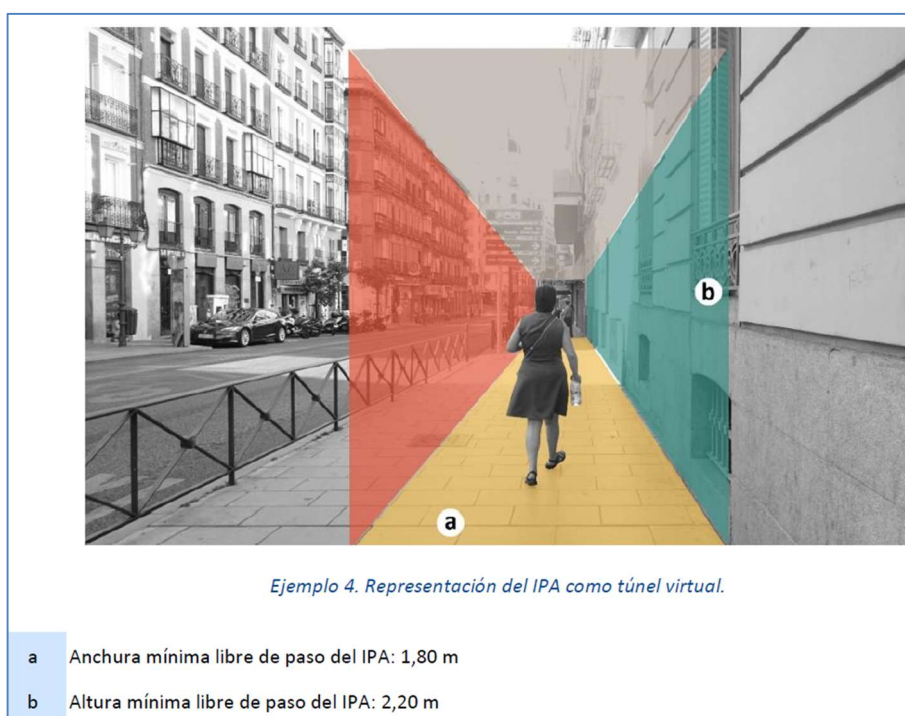 b
a
Ejemplo 4. Representación del IPA como túnel virtual.
a Anchura mínima libre de paso del IPA: 1,80 m
b Altura mínima libre de paso del IPA: 2,20 m